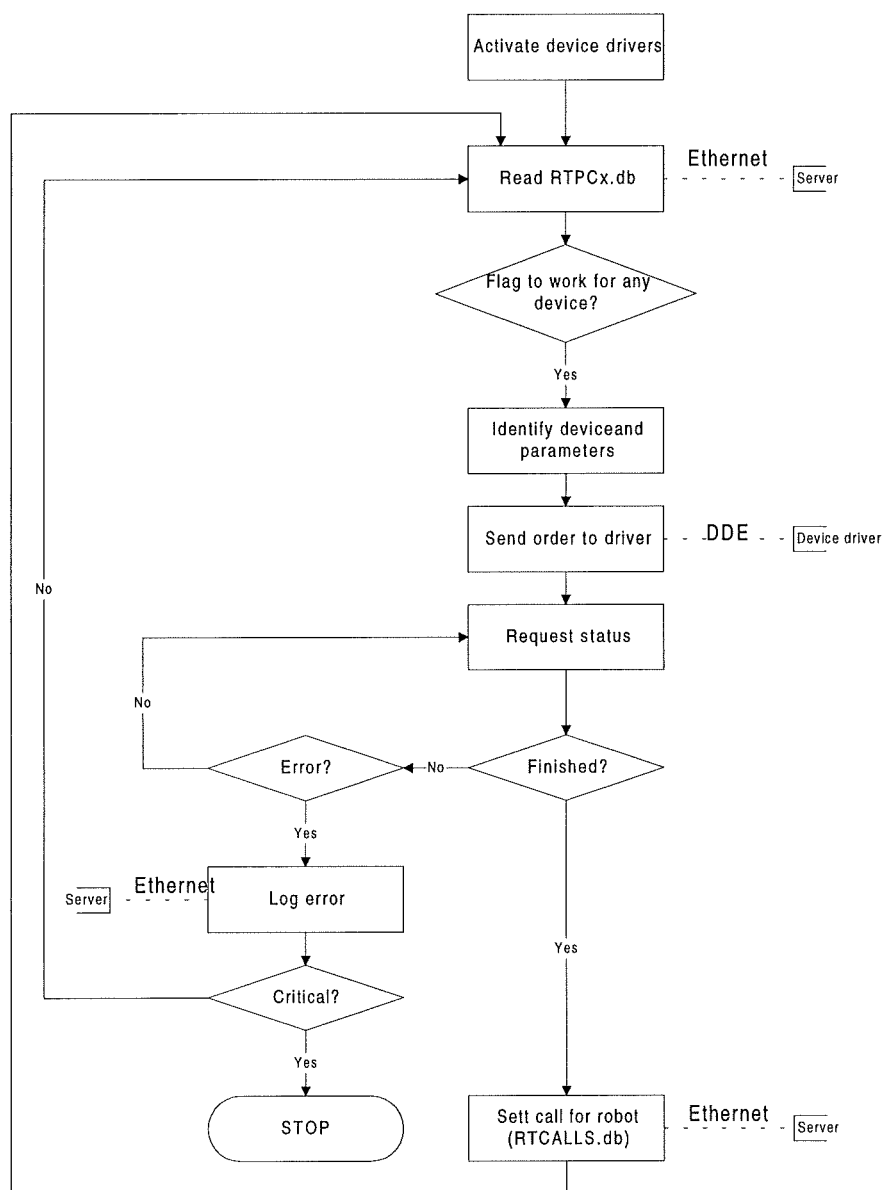 Activate device drivers
Ethernet
Read RTPCx.db
Server
Flag to work for any
device?
Yes
Identify deviceand
parameters
Send order to driver
DDE
Device driver
No
Request status
No
Error?
No
Finished?
Yes
Ethernet
Server
Log error
Yes
Critical?
Yes
STOP
Sett call for robot
(RTCALLS.db)
Ethernet
Server